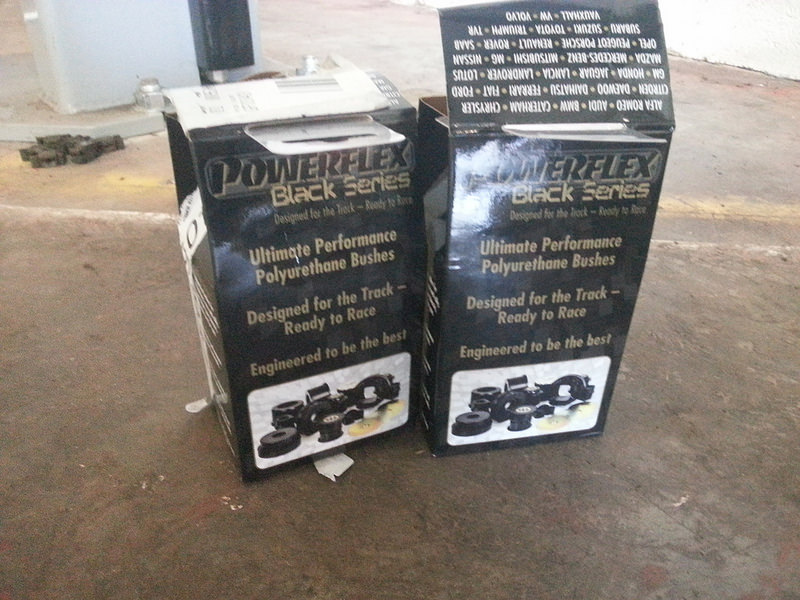 POWERFLEX
Black Series
Designed for the Track – Ready to Race
Ultimate Performance
Polyurethane Bushes
Designed for the Track –
Ready to Race
Engineered to be the best
ALFA ROMEO • AUDI • BMW • CATERHAM • CHRYSLER
CITROEN • DAEWOO • DAIHATSU • FERRARI • FIAT • FORD
GM • HONDA • JAGUAR • LANCIA • LANDROVER • LOTUS
MAZDA • MERCEDES BENZ • MITSUBISHI • MG • NISSAN
OPEL • PEUGEOT • PORSCHE • RENAULT • ROVER • SAAB
SUBARU • SUZUKI • TOYOTA • TRIUMPH • TVR
VAUXHALL • VW • VOLVO
POWERFLEX
Black Series
Designed for the Track – Ready to Race
Ultimate Performance
Polyurethane Bushes
Designed for the Track –
Ready to Race
Engineered to be the best